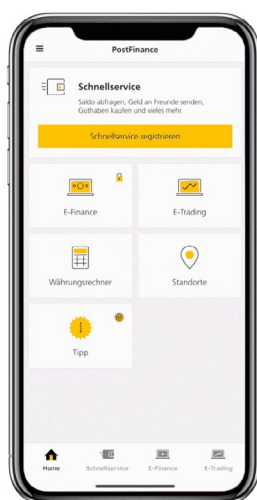 PostFinance
Schnellservice
Saldo abfragen, Geld an Freunde senden,
Guthaben kaufen und vieles mehr.
Schnellservice registrieren
E-Finance
E-Trading
Währungsrechner
Standorte
Tipp
Home
Schnellservice
E-Finance
E-Trading